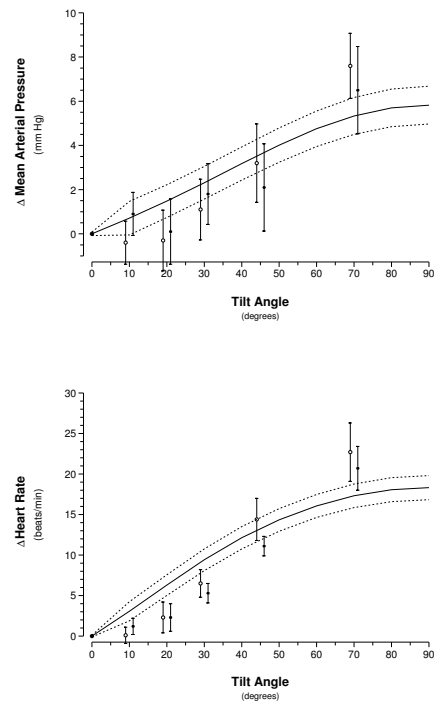 10
8
6
4
2
0
0 10 20 30 40 50 60 70 80 90
Δ Mean Arterial Pressure
(mm Hg)
Tilt Angle
(degrees)
30
25
20
15
10
5
0
0 10 20 30 40 50 60 70 80 90
Δ Heart Rate
(beats/min)
Tilt Angle
(degrees)